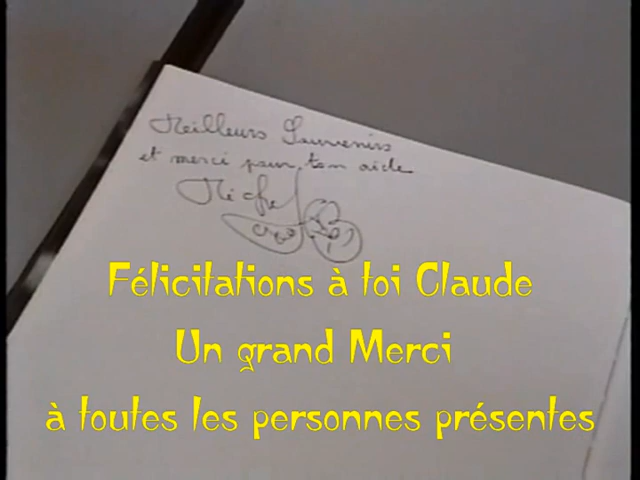 Meilleurs Souvenirs
et merci pour ton aide
Michel
Félicitations à toi Claude
Un grand Merci
à toutes les personnes présentes